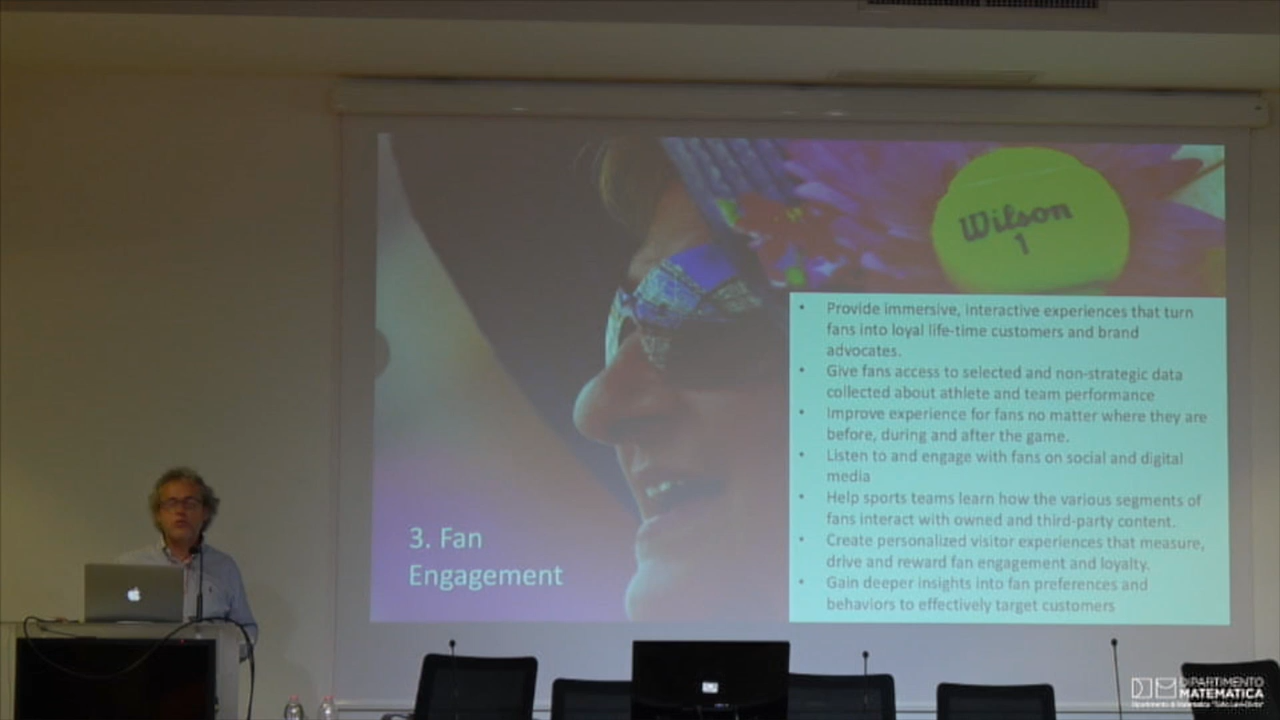 Wilson
1
• Provide immersive, interactive experiences that turn
fans into loyal life-time customers and brand
advocates.
• Give fans access to selected and non-strategic data
collected about athlete and team performance
• Improve experience for fans no matter where they are
before, during and after the game.
• Listen to and engage with fans on social and digital
media
• Help sports teams learn how the various segments of
fans interact with owned and third-party content.
• Create personalized visitor experiences that measure,
drive and reward fan engagement and loyalty.
• Gain deeper insights into fan preferences and
behaviors to effectively target customers
3. Fan
Engagement
DIPARTIMENTO
MATEMATICA
Dipartimento di Matematica